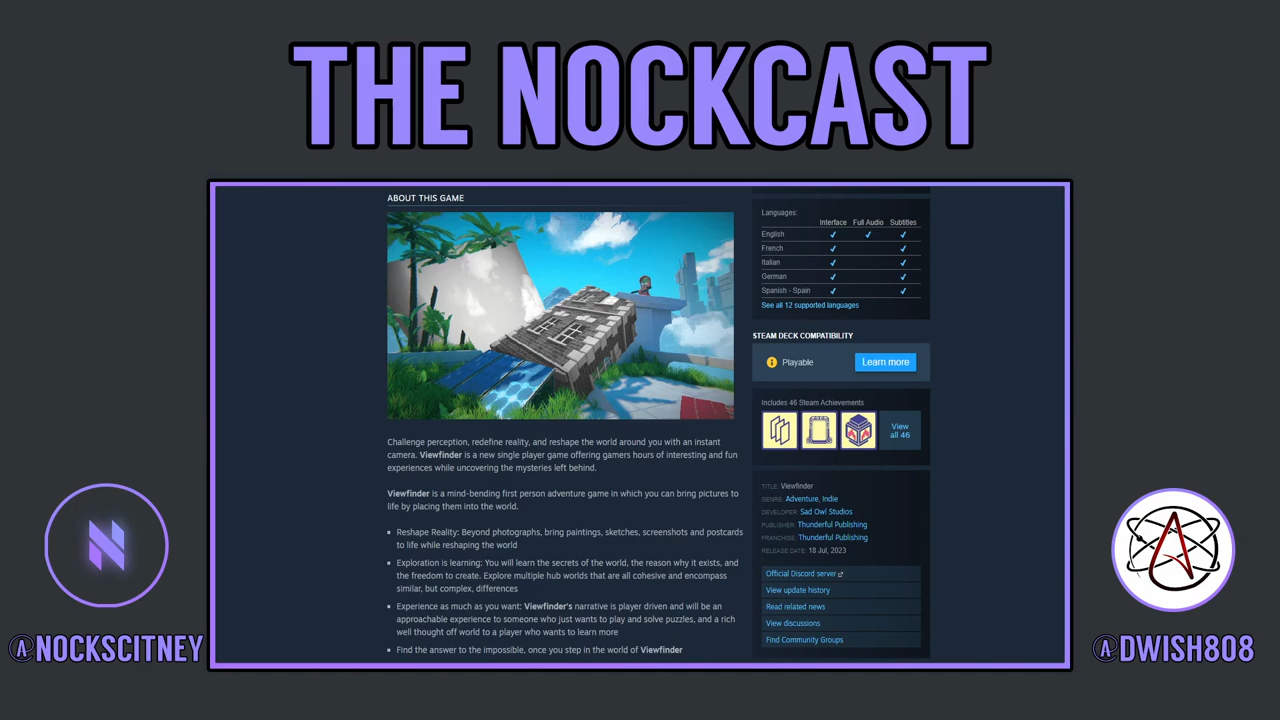 THE NOCKCAST
ABOUT THIS GAME
Challenge perception, redefine reality, and reshape the world around you with an instant
camera. Viewfinder is a new single player game offering gamers hours of interesting and fun
experiences while uncovering the mysteries left behind.
Viewfinder is a mind-bending first person adventure game in which you can bring pictures to
life by placing them into the world.
Reshape Reality: Beyond photographs, bring paintings, sketches, screenshots and postcards
to life while reshaping the world
Exploration is learning: You will learn the secrets of the world, the reason why it exists, and
the freedom to create. Explore multiple hub worlds that are all cohesive and encompass
similar, but complex, differences
Experience as much as you want: Viewfinder's narrative is player driven and will be an
approachable experience to someone who just wants to play and solve puzzles, and a rich
well thought off world to a player who wants to learn more
Find the answer to the impossible, once you step in the world of Viewfinder
Languages:
Interface Full Audio Subtitles
English ✔ ✔ ✔
French ✔ ✔
Italian ✔ ✔
German ✔ ✔
Spanish - Spain ✔ ✔
See all 12 supported languages
STEAM DECK COMPATIBILITY
Playable Learn more
Includes 46 Steam Achievements
View
all 46
TITLE: Viewfinder
GENRE: Adventure, Indie
DEVELOPER: Sad Owl Studios
PUBLISHER: Thunderful Publishing
FRANCHISE: Thunderful Publishing
RELEASE DATE: 18 Jul, 2023
Official Discord server
View update history
Read related news
View discussions
Find Community Groups
N
@NOCKSCITNEY
A
@DWISH808